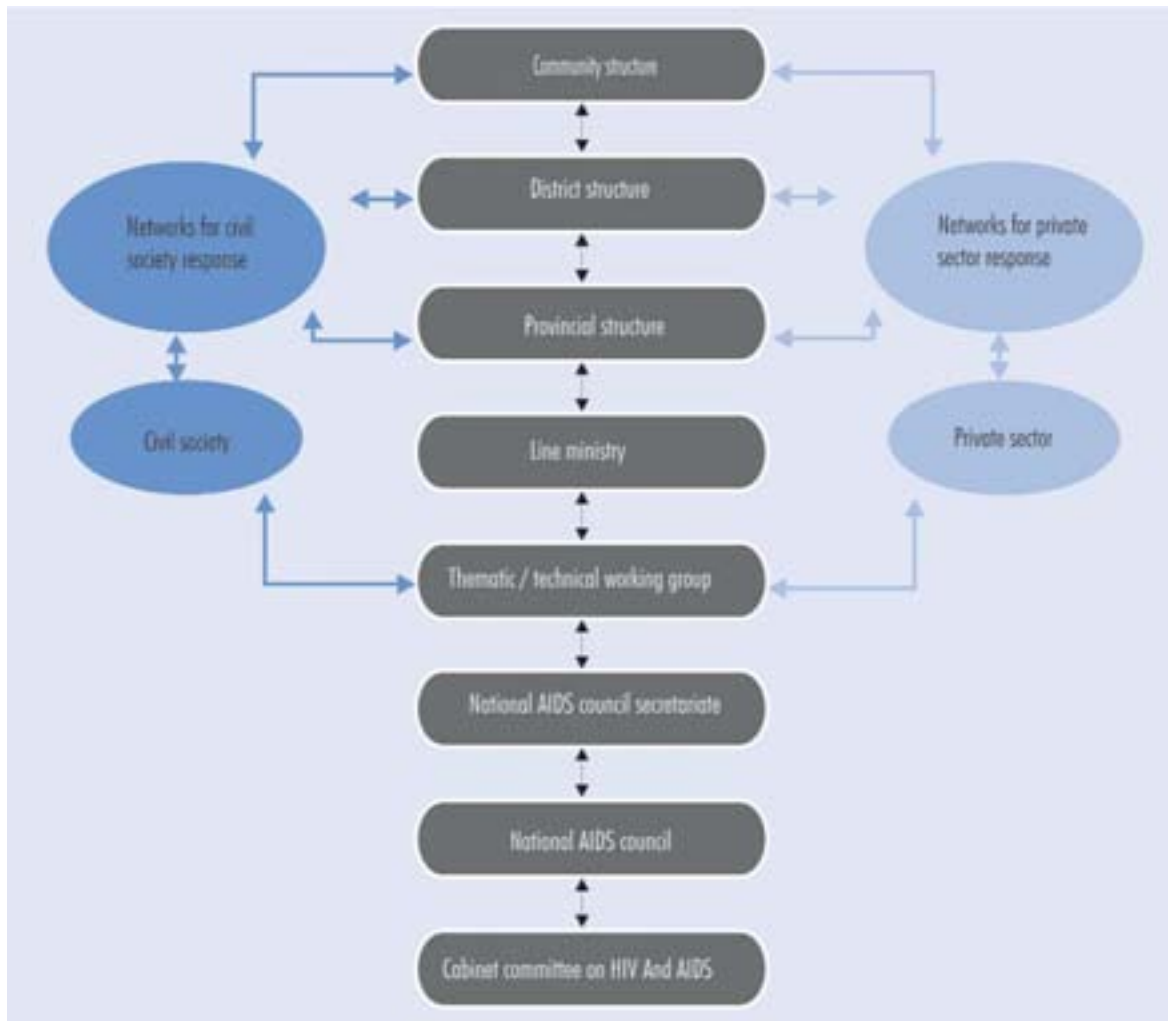 Community structure
District structure
Networks for civil
society response
Networks for private
sector response
Provincial structure
Civil society
Line ministry
Private sector
Thematic / technical working group
National AIDS council secretariate
National AIDS council
Cabinet committee on HIV And AIDS